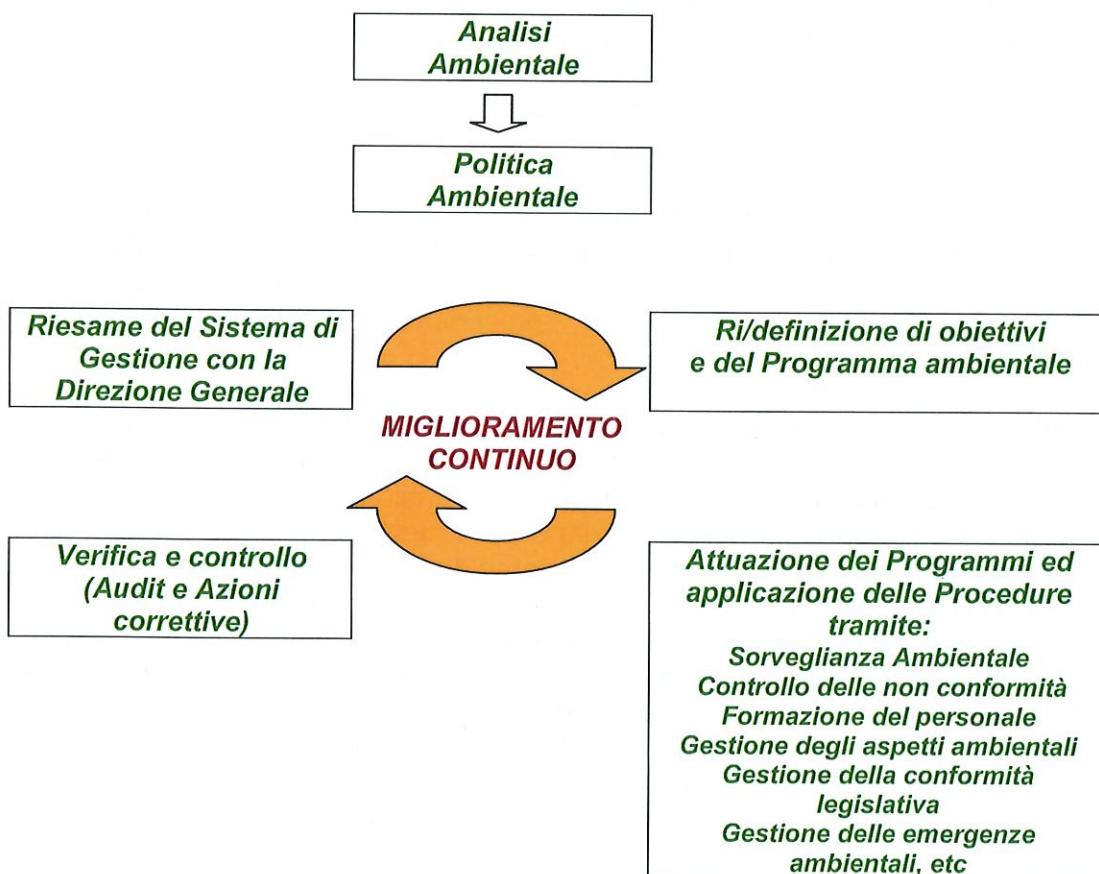 Analisi
Ambientale
Politica
Ambientale
Riesame del Sistema di
Gestione con la
Direzione Generale
Ri/definizione di obiettivi
e del Programma ambientale
MIGLIORAMENTO
CONTINUO
Verifica e controllo
(Audit e Azioni
correttive)
Attuazione dei Programmi ed
applicazione delle Procedure
tramite:
Sorveglianza Ambientale
Controllo delle non conformità
Formazione del personale
Gestione degli aspetti ambientali
Gestione della conformità
legislativa
Gestione delle emergenze
ambientali, etc